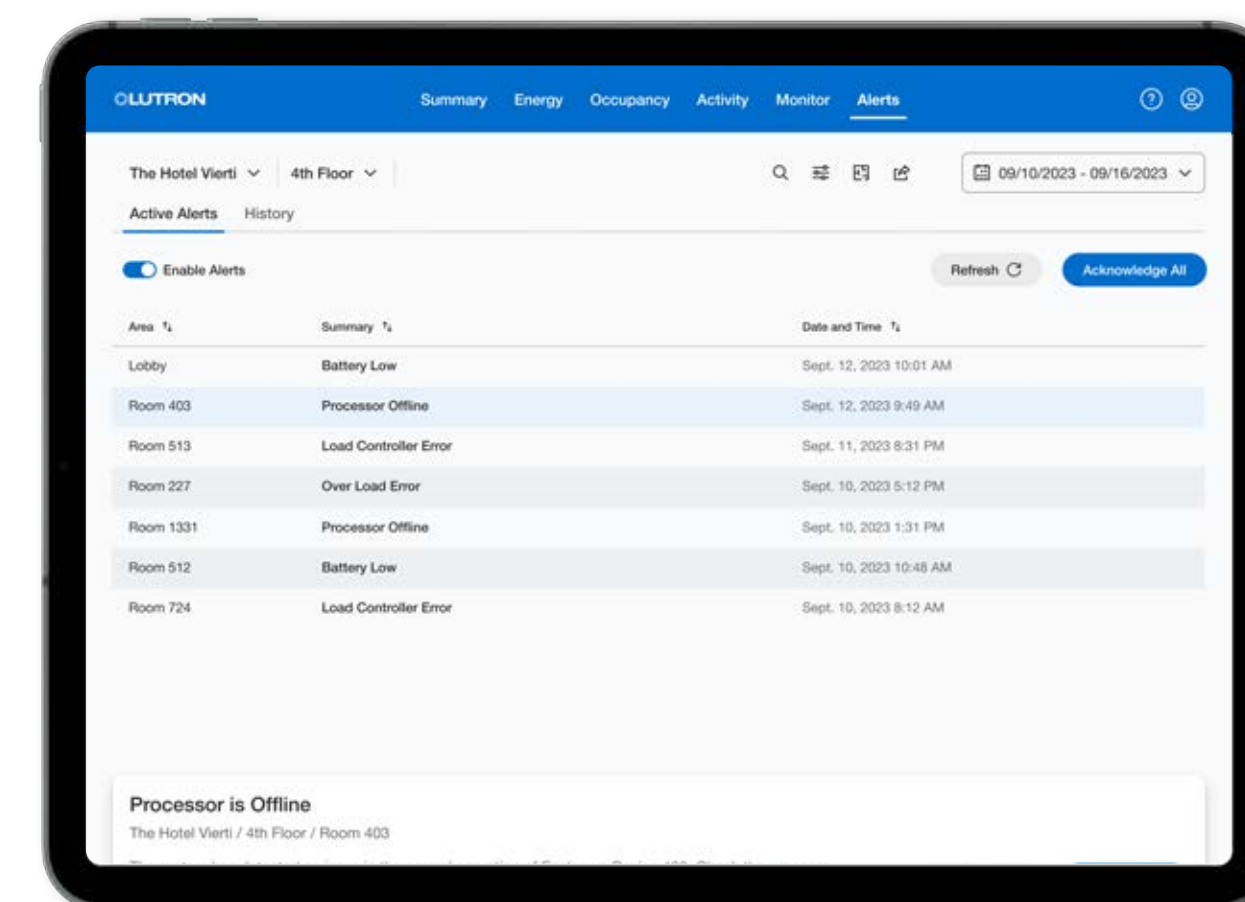 LUTRON Summary Energy Occupancy Activity Monitor Alerts
The Hotel Vierti 4th Floor 09/10/2023 - 09/16/2023
Active Alerts History
Enable Alerts Refresh Acknowledge All
Area Summary Date and Time
Lobby Battery Low Sept. 12, 2023 10:01 AM
Room 403 Processor Offline Sept. 12, 2023 9:49 AM
Room 513 Load Controller Error Sept. 11, 2023 8:31 PM
Room 227 Over Load Error Sept. 10, 2023 5:12 PM
Room 1331 Processor Offline Sept. 10, 2023 1:31 PM
Room 512 Battery Low Sept. 10, 2023 10:48 AM
Room 724 Load Controller Error Sept. 10, 2023 8:12 AM
Processor is Offline
The Hotel Vierti / 4th Floor / Room 403